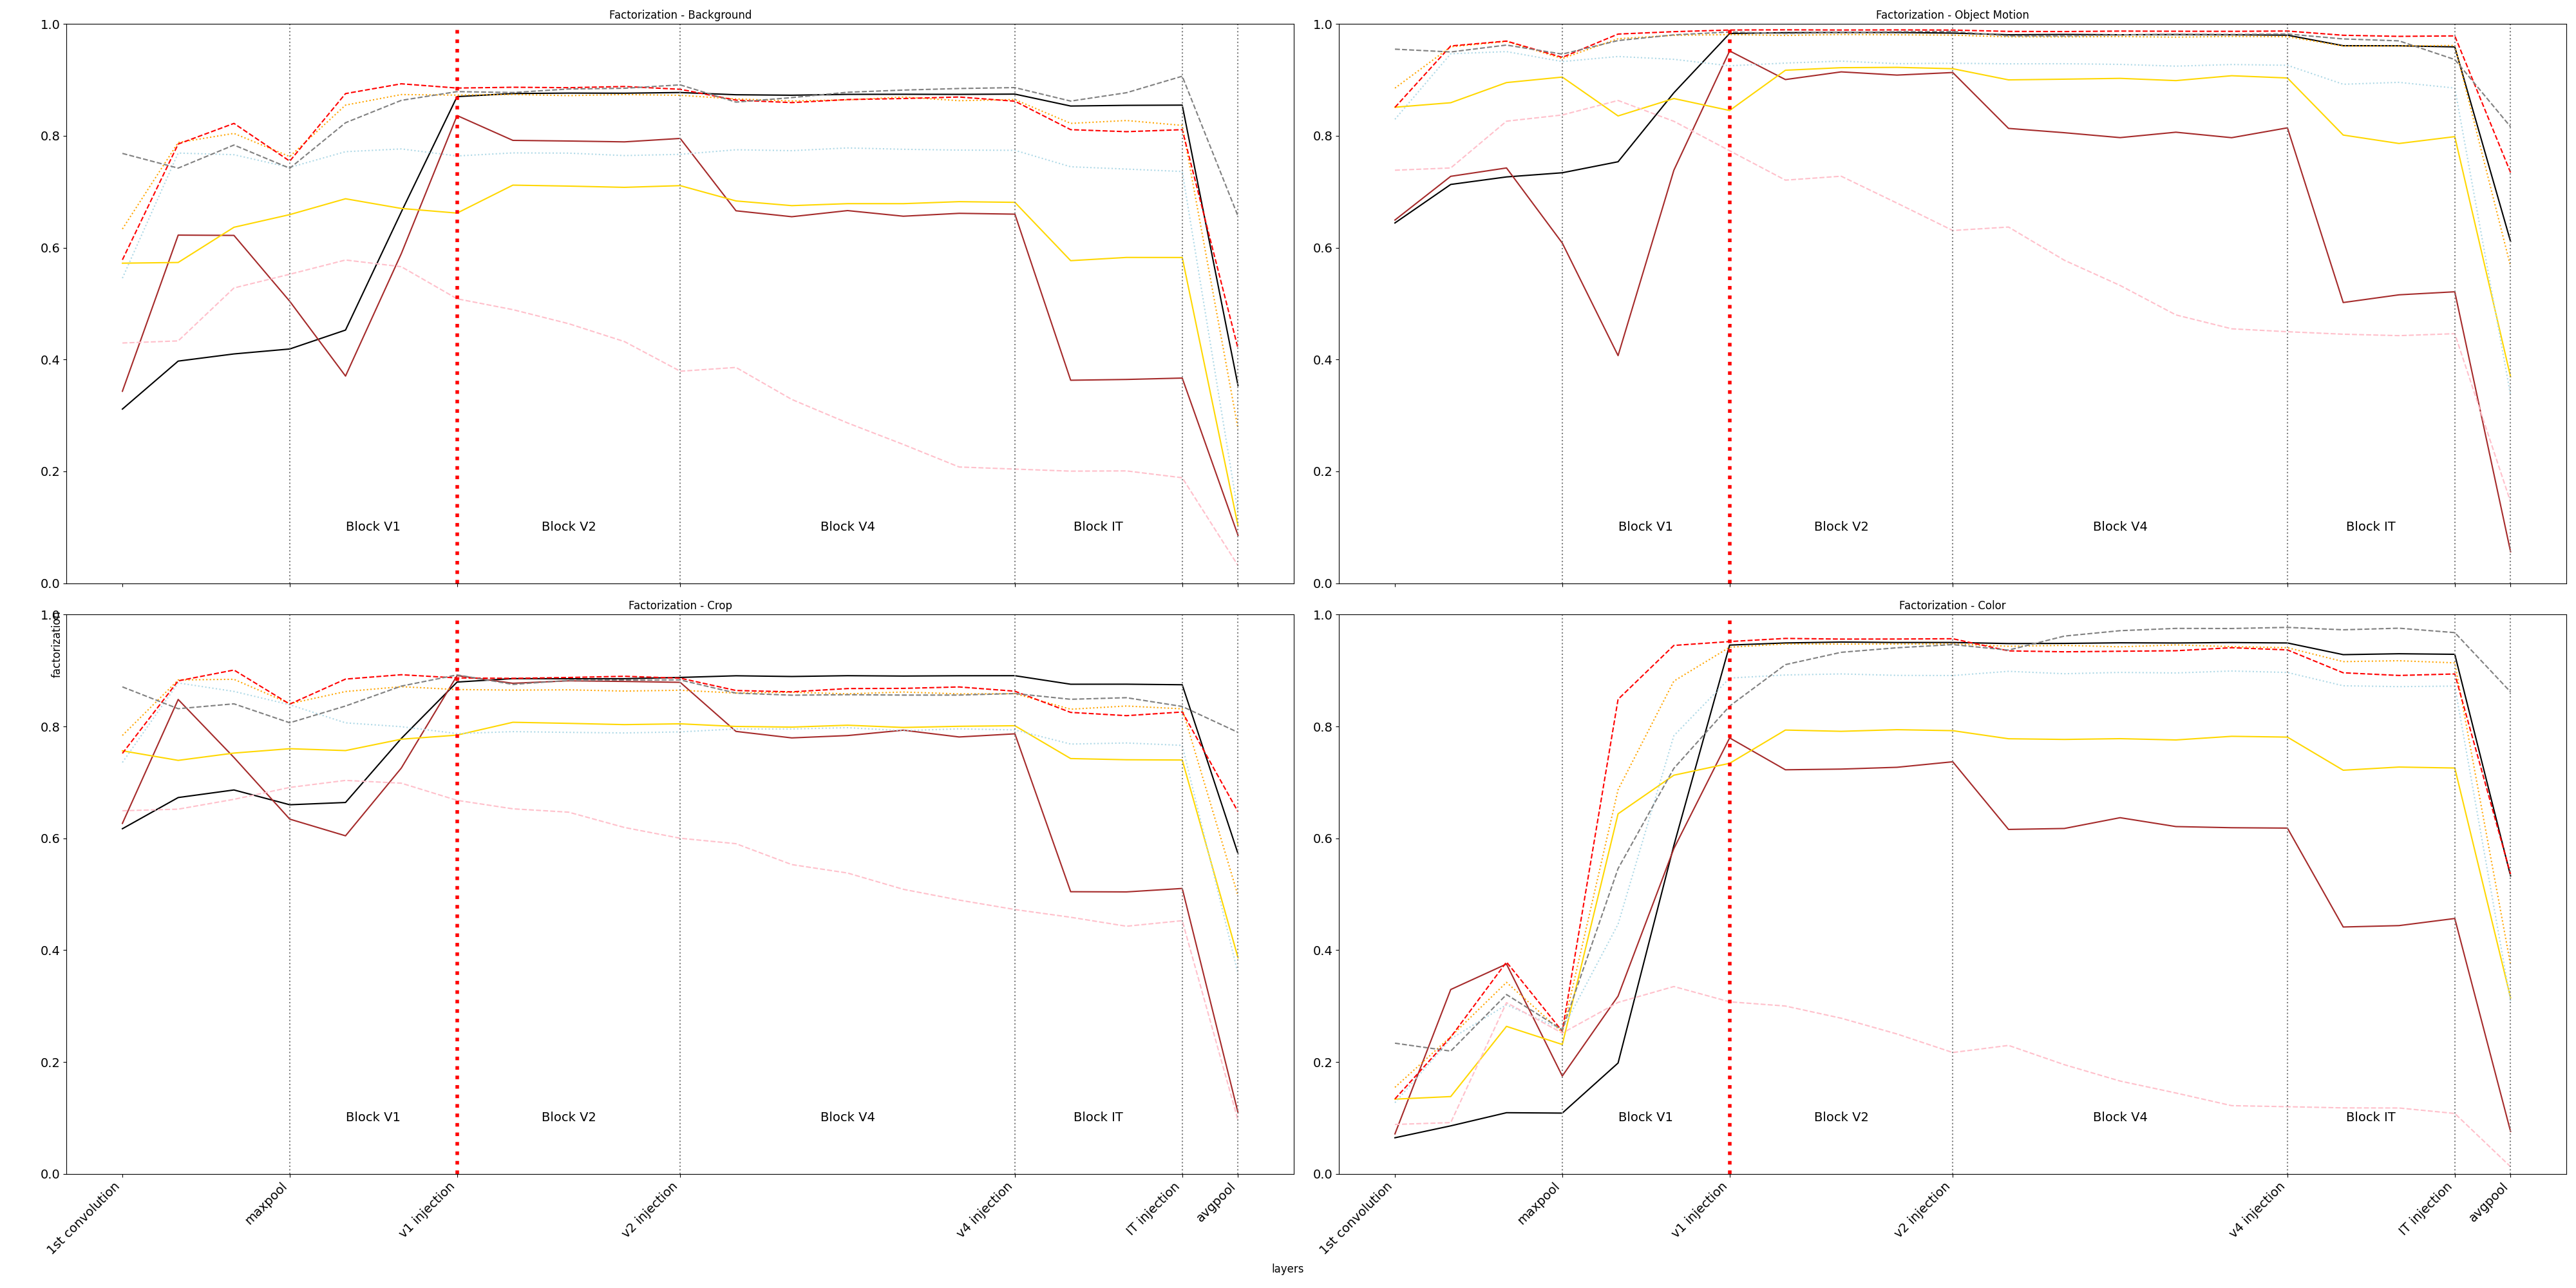 Factorization - Background
1.0
0.8
0.6
0.4
0.2
0.0
Block V1
Block V2
Block V4
Block IT
Factorization - Object Motion
1.0
0.8
0.6
0.4
0.2
0.0
Block V1
Block V2
Block V4
Block IT
Factorization - Crop
factorization
1.0
0.8
0.6
0.4
0.2
0.0
Block V1
Block V2
Block V4
Block IT
1st convolution
maxpool
v1 injection
v2 injection
v4 injection
IT injection
avgpool
Factorization - Color
1.0
0.8
0.6
0.4
0.2
0.0
Block V1
Block V2
Block V4
Block IT
1st convolution
maxpool
v1 injection
v2 injection
v4 injection
IT injection
avgpool
layers